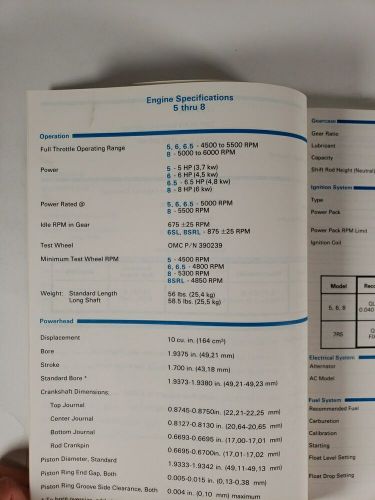 Engine Specifications
5 thru 8
Operation
Full Throttle Operating Range
5, 6, 6.5 - 4500 to 5500 RPM
8 - 5000 to 6000 RPM
Power
5 - 5 HP (3,7 kw)
6 - 6 HP (4,5 kw)
6.5 - 6.5 HP (4,8 kw)
8 - 8 HP (6 kw)
Power Rated @
5, 6, 6.5 - 5000 RPM
8 - 5500 RPM
Idle RPM in Gear
675 ±25 RPM
6SL, 8SRL - 875 ±25 RPM
Test Wheel
OMC P/N 390239
Minimum Test Wheel RPM
5 - 4500 RPM
6, 6.5 - 4800 RPM
8 - 5300 RPM
8SRL - 4850 RPM
Weight: Standard Length
56 lbs. (25,4 kg)
Long Shaft
58.5 lbs. (25,5 kg)
Powerhead
Displacement
10 cu. in. (164 cm³)
Bore
1.9375 in. (49,21 mm)
Stroke
1.700 in. (43,18 mm)
Standard Bore *
1.9373-1.9380 in. (49,21-49,23 mm)
Crankshaft Dimensions:
Top Journal
0.8745-0.8750in. (22,21-22,25 mm)
Center Journal
0.8127-0.8130 in. (20,64-20,65 mm)
Bottom Journal
0.6693-0.6695 in. (17,00-17,01 mm)
Rod Crankpin
0.6695-0.6700in. (17,01-17,02 mm)
Piston Diameter, Standard
1.9333-1.9342 in. (49,11-49,13 mm)
Piston Ring End Gap, Both
0.005-0.015 in. (0,13-0,38 mm)
Piston Ring Groove Side Clearance, Both
0.004 in. (0,10 mm) maximum
Gearcase
Gear Ratio
Lubricant
Capacity
Shift Rod Height (Neutral)
Ignition System
Type
Power Pack
Power Pack RPM Limit
Ignition Coil
Model
5, 6, 8
0.040
7R5
Electrical System
Alternator
AC Model
Fuel System
Recommended Fuel
Carburetion
Calibration
Starting
Float Level Setting
Float Drop Setting